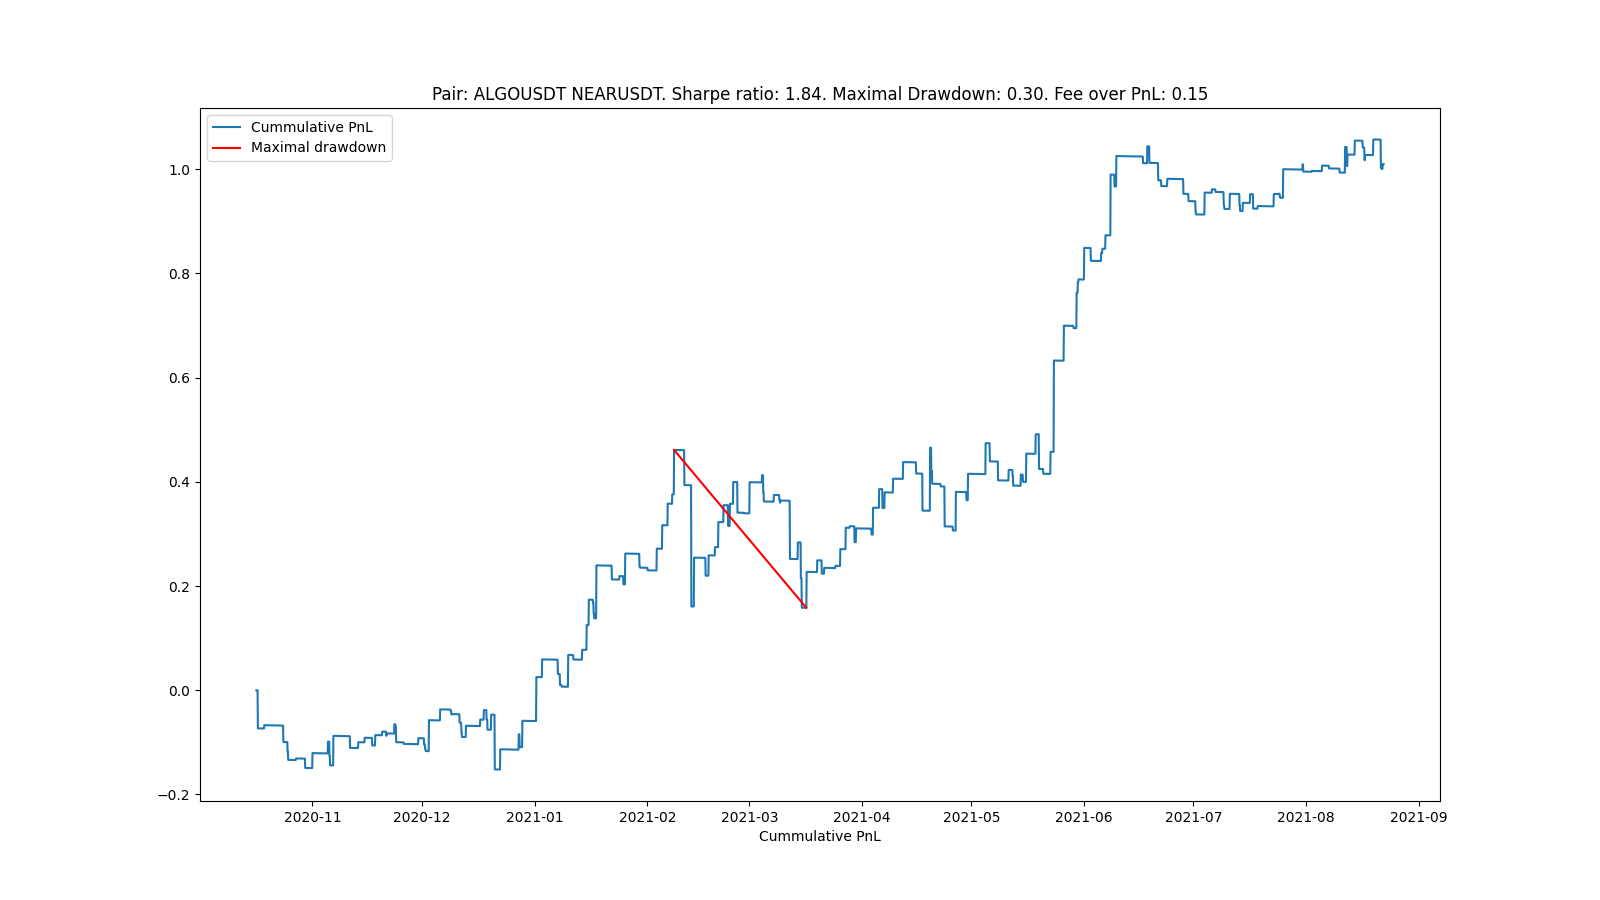 Pair: ALGOUSDT NEARUSDT. Sharpe ratio: 1.84. Maximal Drawdown: 0.30. Fee over PnL: 0.15
Cummulative PnL
Maximal drawdown
1.0
0.8
0.6
0.4
0.2
0.0
−0.2
2020-11 2020-12 2021-01 2021-02 2021-03 2021-04 2021-05 2021-06 2021-07 2021-08 2021-09
Cummulative PnL